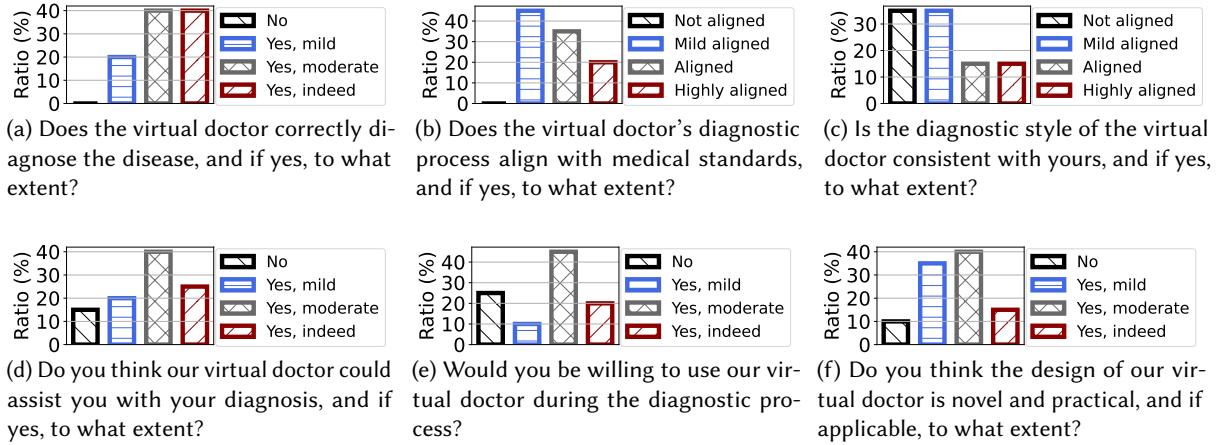 Ratio (%)
40
30
20
10
0
No
Yes, mild
Yes, moderate
Yes, indeed
(a) Does the virtual doctor correctly di-
agnose the disease, and if yes, to what
extent?
Ratio (%)
40
30
20
10
0
Not aligned
Mild aligned
Aligned
Highly aligned
(b) Does the virtual doctor's diagnostic
process align with medical standards,
and if yes, to what extent?
Ratio (%)
30
20
10
0
Not aligned
Mild aligned
Aligned
Highly aligned
(c) Is the diagnostic style of the virtual
doctor consistent with yours, and if yes,
to what extent?
Ratio (%)
40
30
20
10
0
No
Yes, mild
Yes, moderate
Yes, indeed
(d) Do you think our virtual doctor could
assist you with your diagnosis, and if
yes, to what extent?
Ratio (%)
40
30
20
10
0
No
Yes, mild
Yes, moderate
Yes, indeed
(e) Would you be willing to use our vir-
tual doctor during the diagnostic pro-
cess?
Ratio (%)
40
30
20
10
0
No
Yes, mild
Yes, moderate
Yes, indeed
(f) Do you think the design of our vir-
tual doctor is novel and practical, and if
applicable, to what extent?